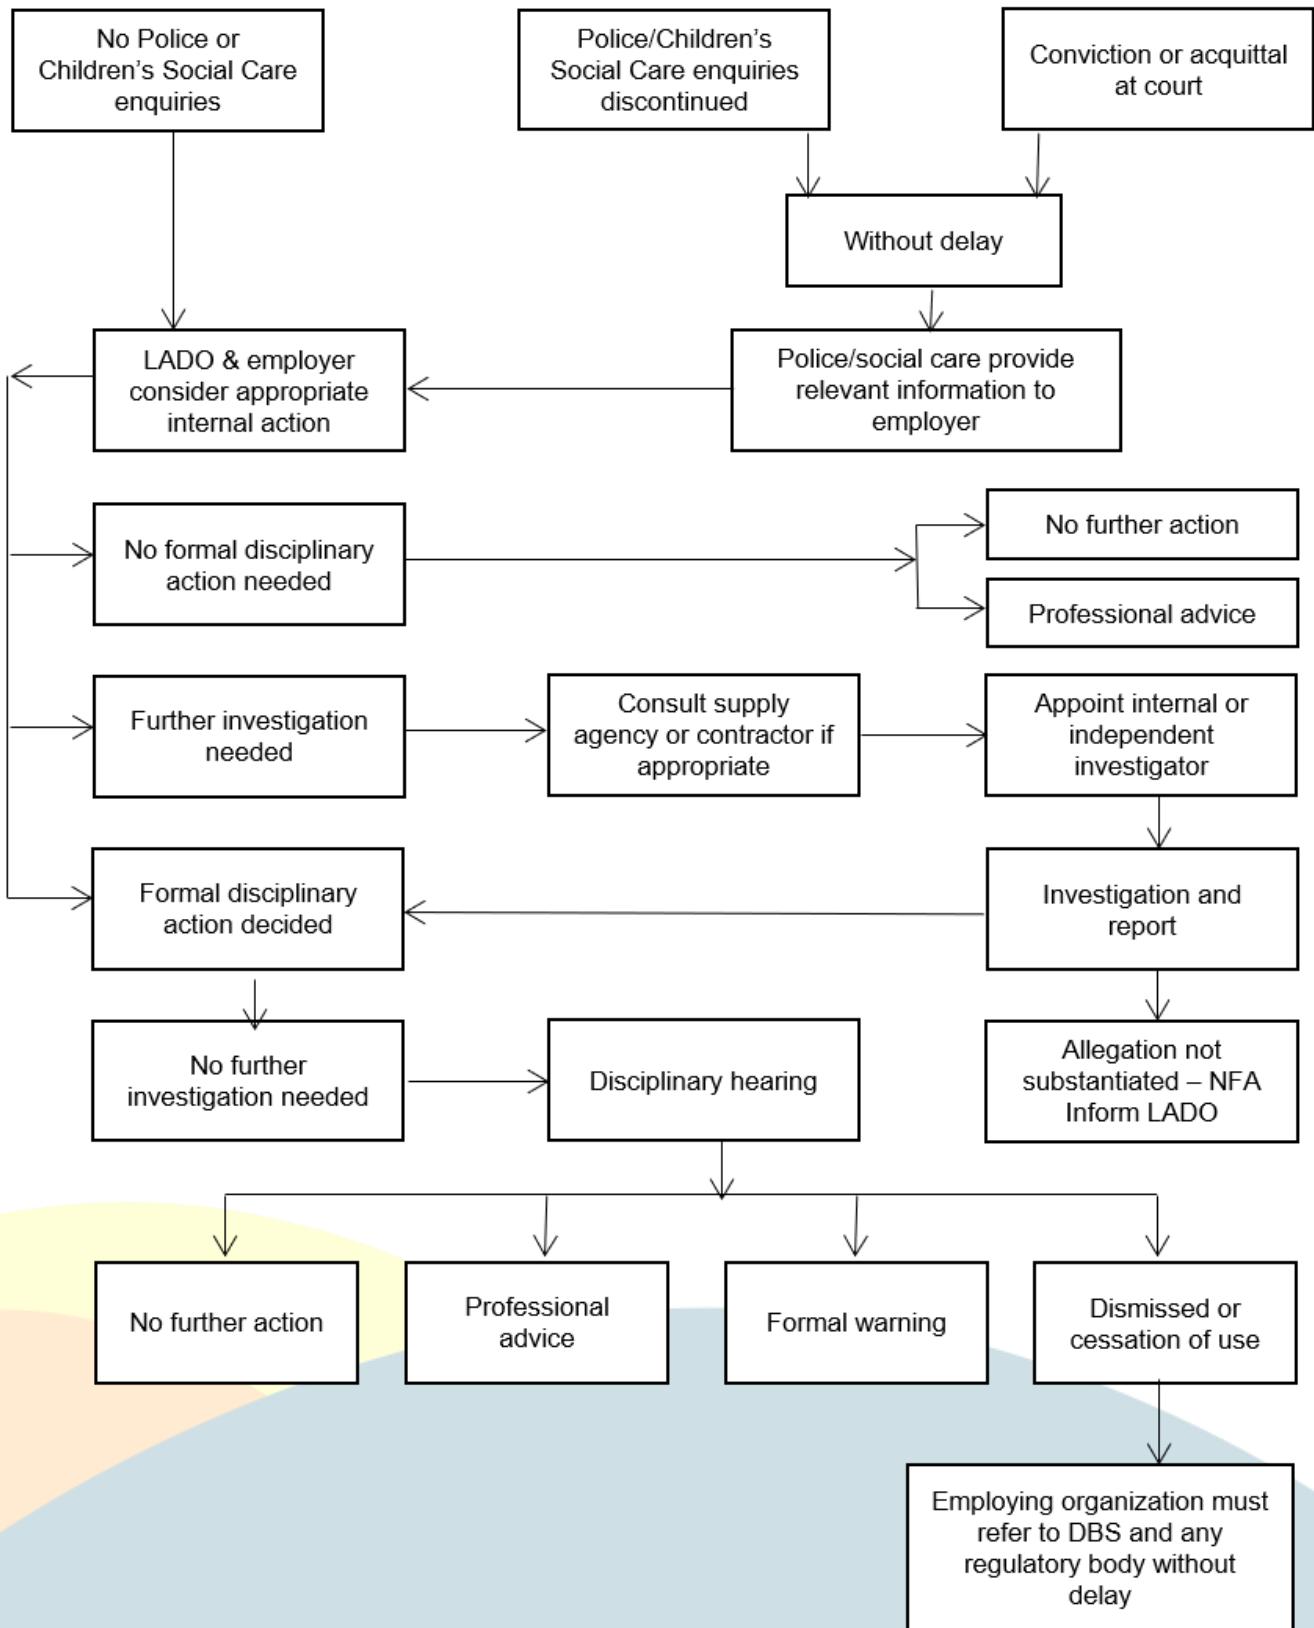 No Police or
Children's Social Care
enquiries
Police/Children's
Social Care enquiries
discontinued
Conviction or acquittal
at court
Without delay
LADO & employer
consider appropriate
internal action
Police/social care provide
relevant information to
employer
No formal disciplinary
action needed
No further action
Professional advice
Further investigation
needed
Consult supply
agency or contractor if
appropriate
Appoint internal or
independent
investigator
Formal disciplinary
action decided
Investigation and
report
No further
investigation needed
Disciplinary hearing
Allegation not
substantiated – NFA
Inform LADO
No further action
Professional
advice
Formal warning
Dismissed or
cessation of use
Employing organization must
refer to DBS and any
regulatory body without
delay